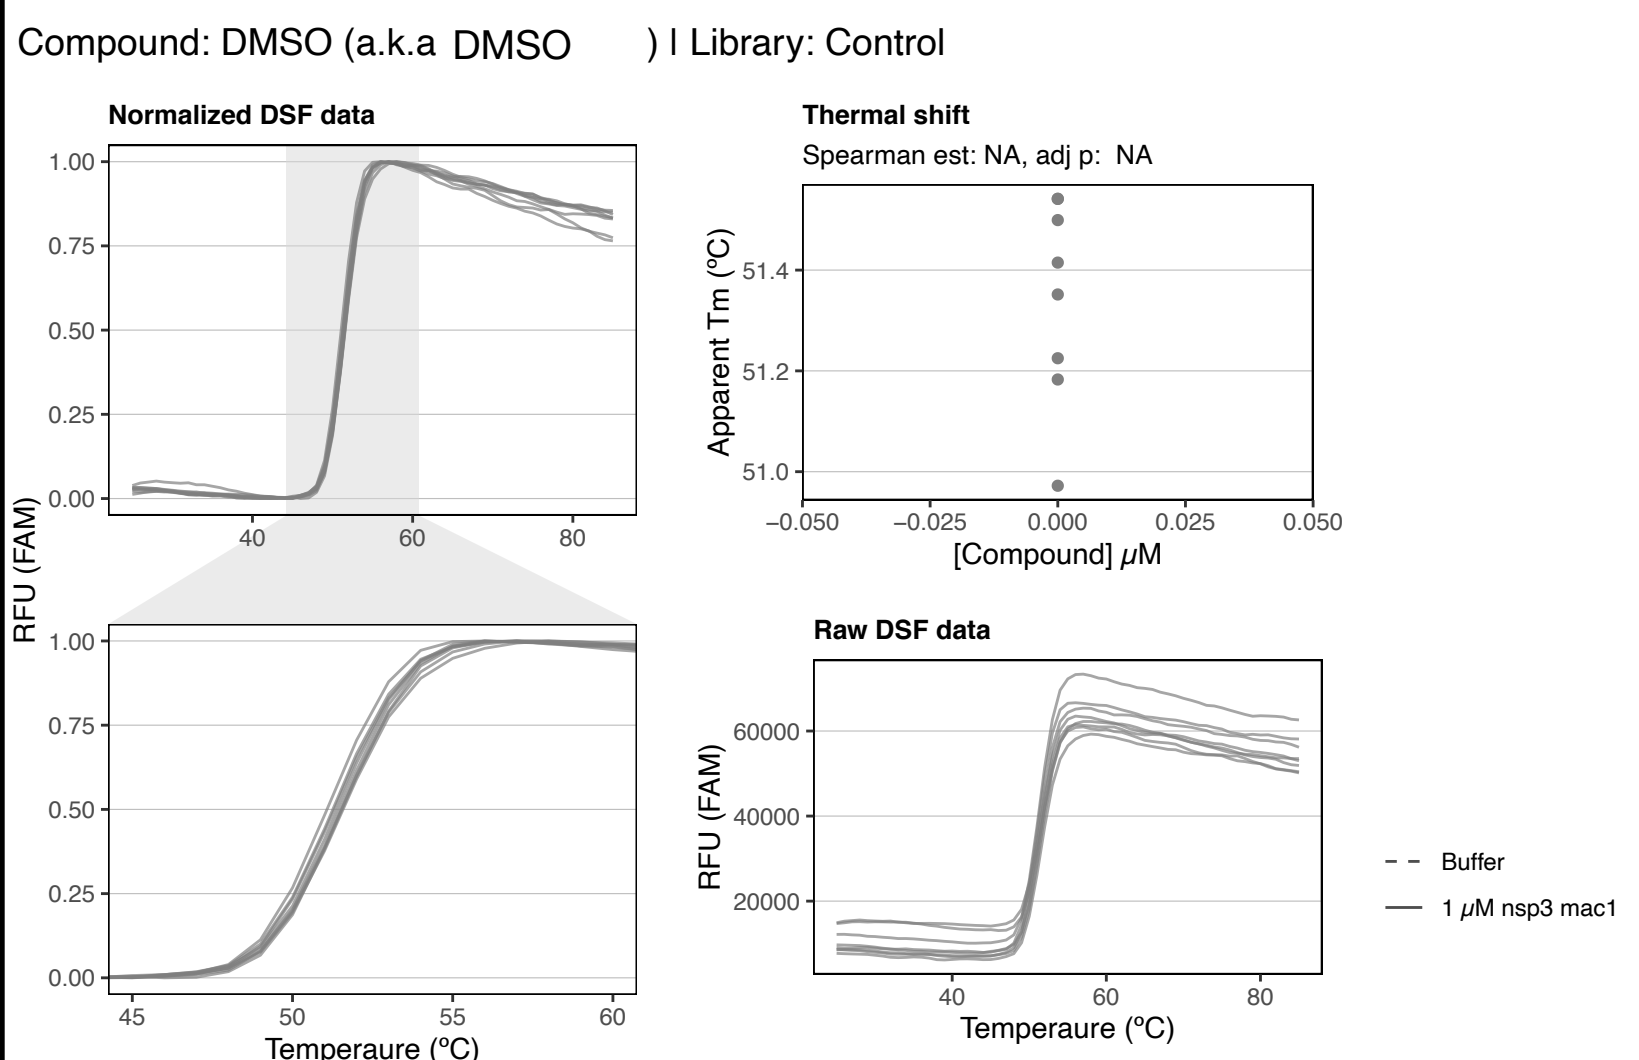 Compound: DMSO (a.k.a DMSO ) | Library: Control
Normalized DSF data
1.00
0.75
0.50
0.25
0.00
40
60
80
RFU (FAM)
1.00
0.75
0.50
0.25
0.00
45
50
55
60
Temperaure (ºC)
Thermal shift
Spearman est: NA, adj p: NA
Apparent Tm (ºC)
51.4
51.2
51.0
−0.050
−0.025
0.000
0.025
0.050
[Compound] µM
Raw DSF data
RFU (FAM)
60000
40000
20000
40
60
80
Temperaure (ºC)
Buffer
1 µM nsp3 mac1